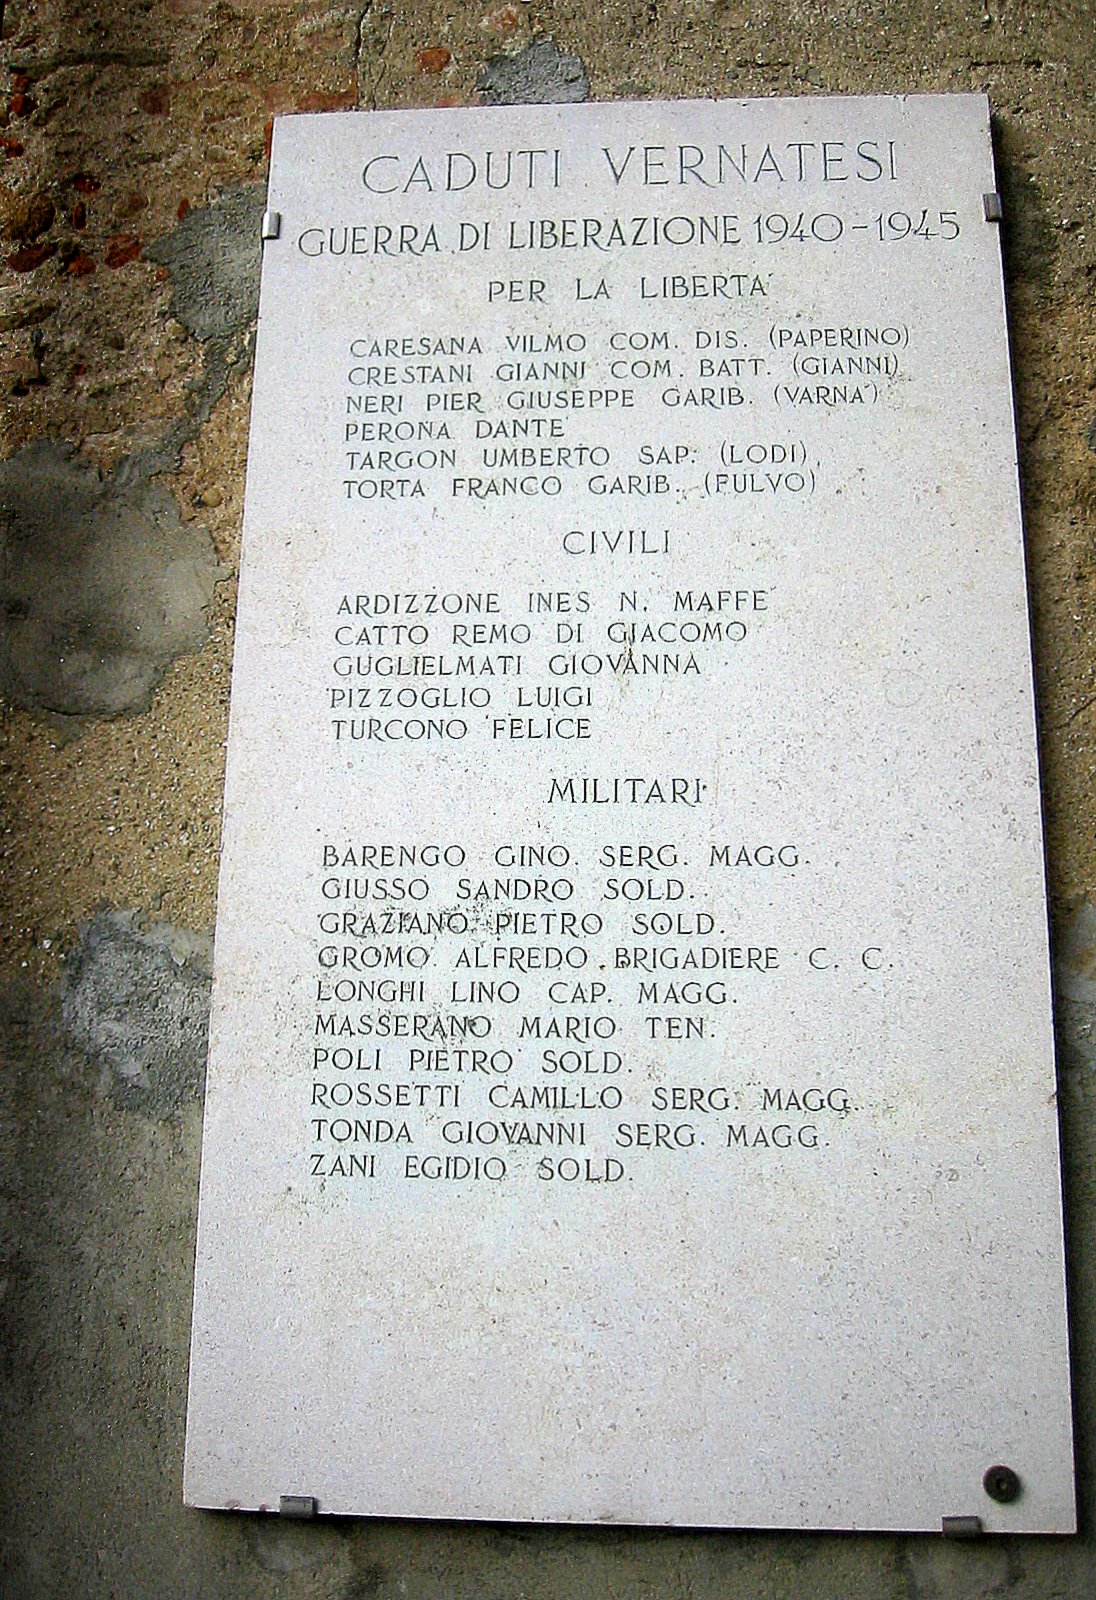 CADUTI VERNATESI
GUERRA DI LIBERAZIONE 1940-1945
PER LA LIBERTA'
CARESANA VILMO COM. DIS. (PAPERINO)
CRESTANI GIANNI COM. BATT. (GIANNI)
NERI PIER GIUSEPPE GARIB. (VARNA')
PERONA DANTE
TARGON UMBERTO SAP. (LODI)
TORTA FRANCO GARIB. (FULVO)
CIVILI
ARDIZZONE INES N. MAFFE
CATTO REMO DI GIACOMO
GUGLIELMATI GIOVANNA
PIZZOGLIO LUIGI
TURCONO FELICE
MILITARI
BARENGO GINO SERG. MAGG.
GIUSSO SANDRO SOLD.
GRAZIANO PIETRO SOLD.
GROMO ALFREDO BRIGADIERE C. C.
LONGHI LINO CAP. MAGG.
MASSERANO MARIO TEN.
POLI PIETRO SOLD.
ROSSETTI CAMILLO SERG. MAGG.
TONDA GIOVANNI SERG. MAGG.
ZANI EGIDIO SOLD.